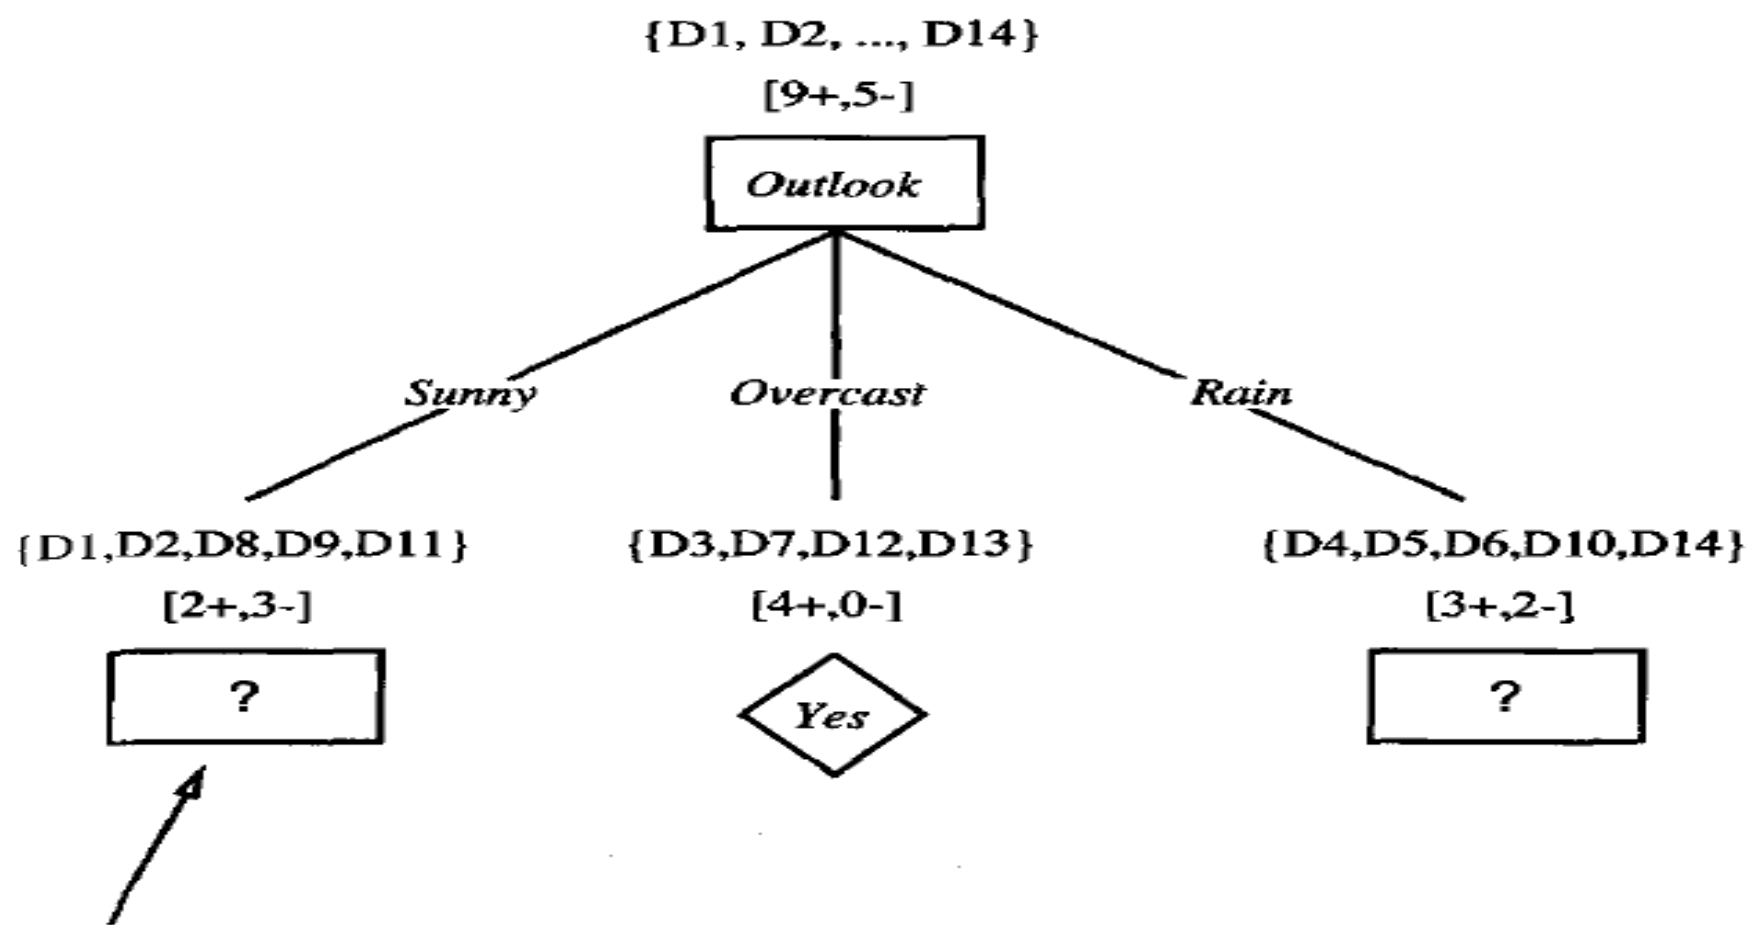 {D1, D2, ..., D14}
[9+,5-]
Outlook
Sunny Overcast Rain
{D1,D2,D8,D9,D11} {D3,D7,D12,D13} {D4,D5,D6,D10,D14}
[2+,3-] [4+,0-] [3+,2-]
? Yes ?